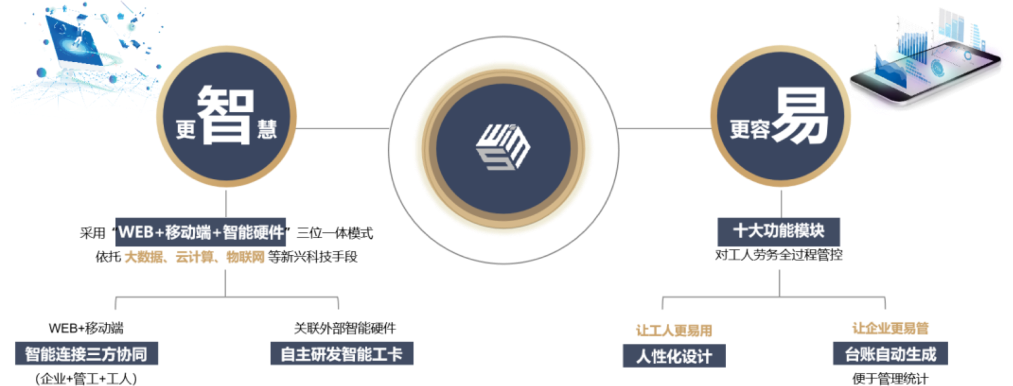 更智慧
更容易
采用“WEB+移动端+智能硬件”三位一体模式
依托 大数据、云计算、物联网 等新兴科技手段
十大功能模块
对工人劳务全过程管控
WEB+移动端
智能连接三方协同
（企业+管工+工人）
关联外部智能硬件
自主研发智能工卡
让工人更易用
人性化设计
让企业更易管
台账自动生成
便于管理统计